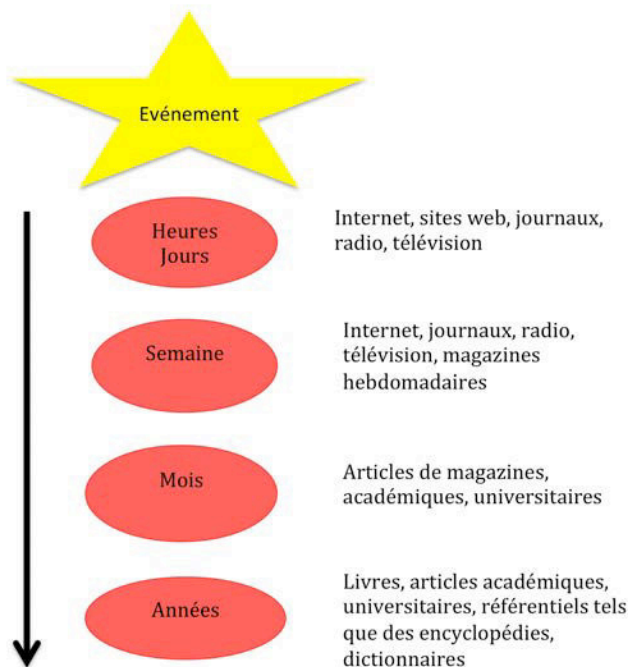 Evénement
Heures
Jours
Internet, sites web, journaux,
radio, télévision
Semaine
Internet, journaux, radio,
télévision, magazines
hebdomadaires
Mois
Articles de magazines,
académiques, universitaires
Années
Livres, articles académiques,
universitaires, référentiels tels
que des encyclopédies,
dictionnaires